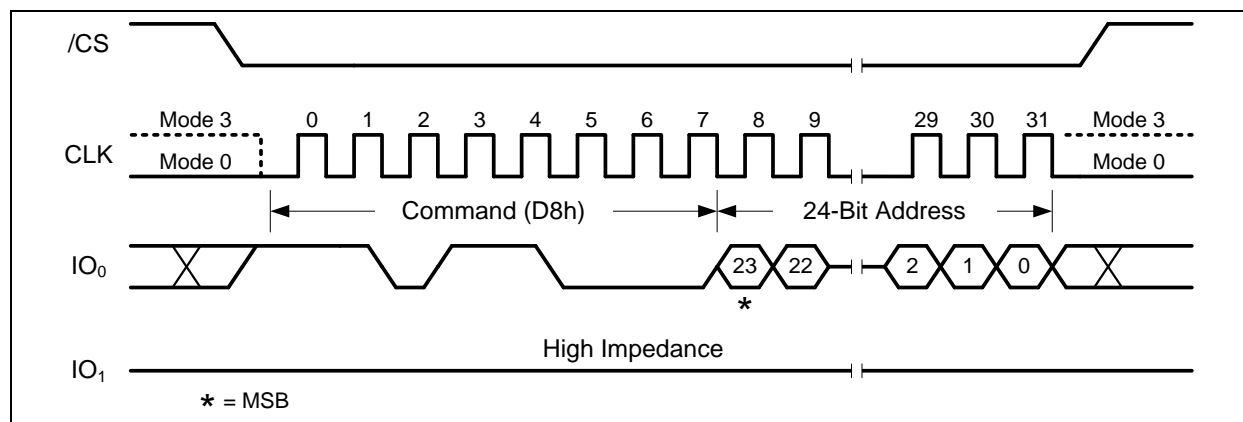 /CS
Mode 3 0 1 2 3 4 5 6 7 8 9 29 30 31 Mode 3
CLK Mode 0 Mode 0
Command (D8h) 24-Bit Address
IO₀ 23 22 2 1 0
*
High Impedance
IO₁
* = MSB